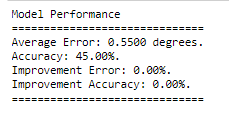 Model Performance
==============================
Average Error: 0.5500 degrees.
Accuracy: 45.00%.
Improvement Error: 0.00%.
Improvement Accuracy: 0.00%.
==============================